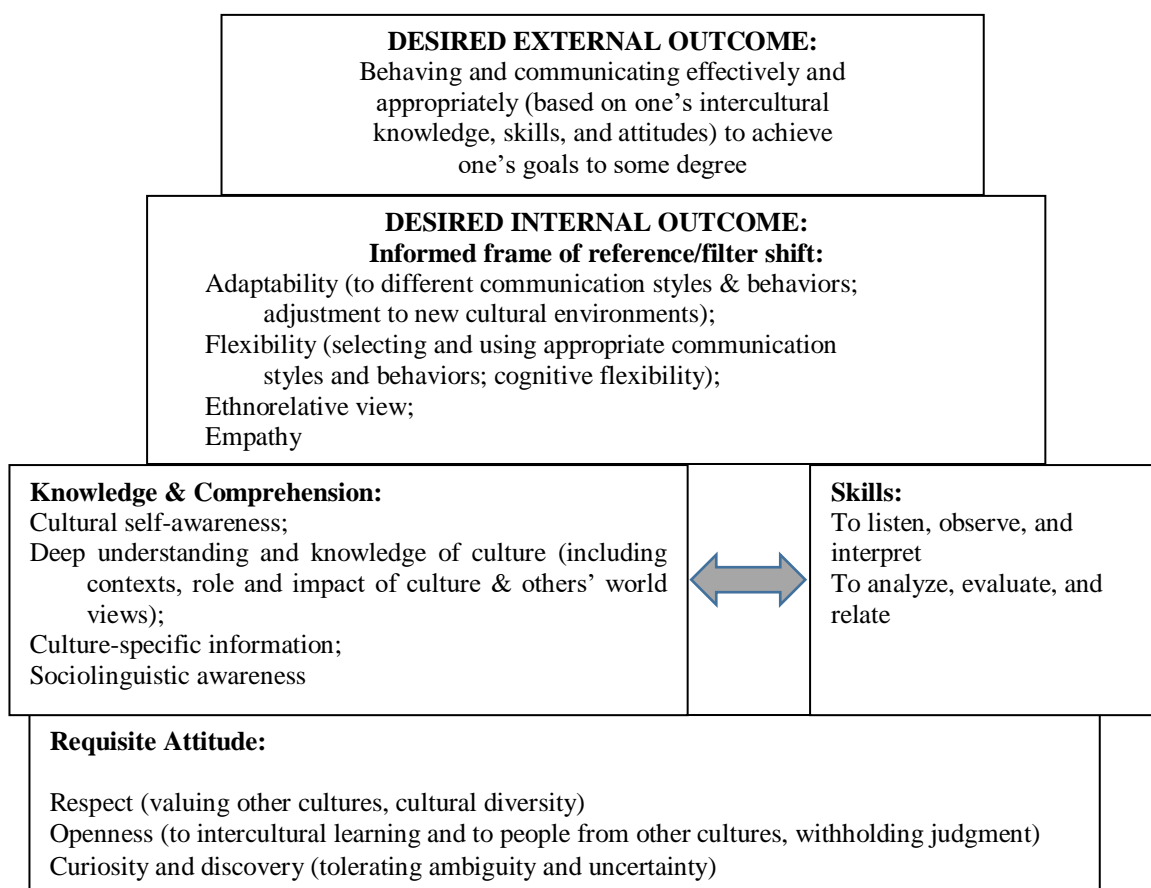 DESIRED EXTERNAL OUTCOME:
Behaving and communicating effectively and
appropriately (based on one’s intercultural
knowledge, skills, and attitudes) to achieve
one’s goals to some degree
DESIRED INTERNAL OUTCOME:
Informed frame of reference/filter shift:
Adaptability (to different communication styles & behaviors;
adjustment to new cultural environments);
Flexibility (selecting and using appropriate communication
styles and behaviors; cognitive flexibility);
Ethnorelative view;
Empathy
Knowledge & Comprehension:
Cultural self-awareness;
Deep understanding and knowledge of culture (including
contexts, role and impact of culture & others’ world
views);
Culture-specific information;
Sociolinguistic awareness
Skills:
To listen, observe, and
interpret
To analyze, evaluate, and
relate
Requisite Attitude:
Respect (valuing other cultures, cultural diversity)
Openness (to intercultural learning and to people from other cultures, withholding judgment)
Curiosity and discovery (tolerating ambiguity and uncertainty)